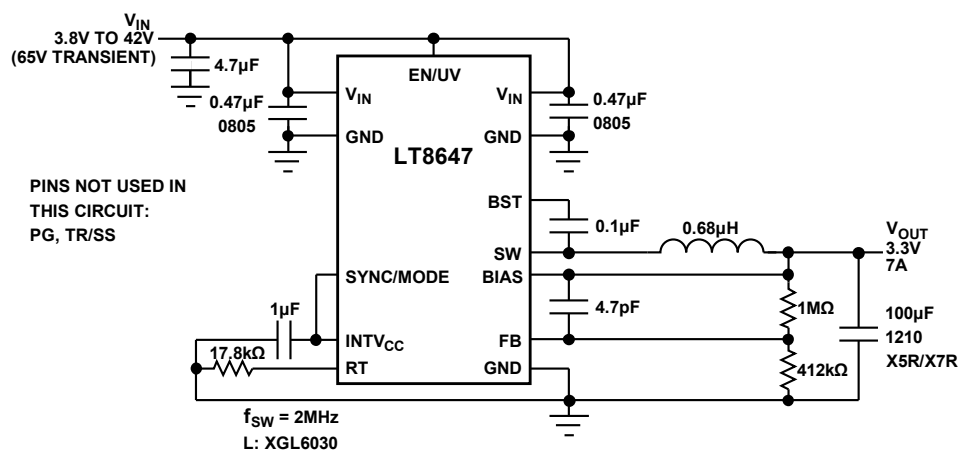 V_IN
3.8V TO 42V
(65V TRANSIENT)
4.7µF
EN/UV
0.47µF
0805
V_IN
V_IN
0.47µF
0805
GND
GND
LT8647
PINS NOT USED IN
THIS CIRCUIT:
PG, TR/SS
BST
0.1µF
0.68µH
V_OUT
3.3V
7A
SW
SYNC/MODE
BIAS
1µF
4.7pF
1MΩ
100µF
1210
X5R/X7R
INTV_CC
FB
17.8kΩ
RT
GND
412kΩ
f_SW = 2MHz
L: XGL6030